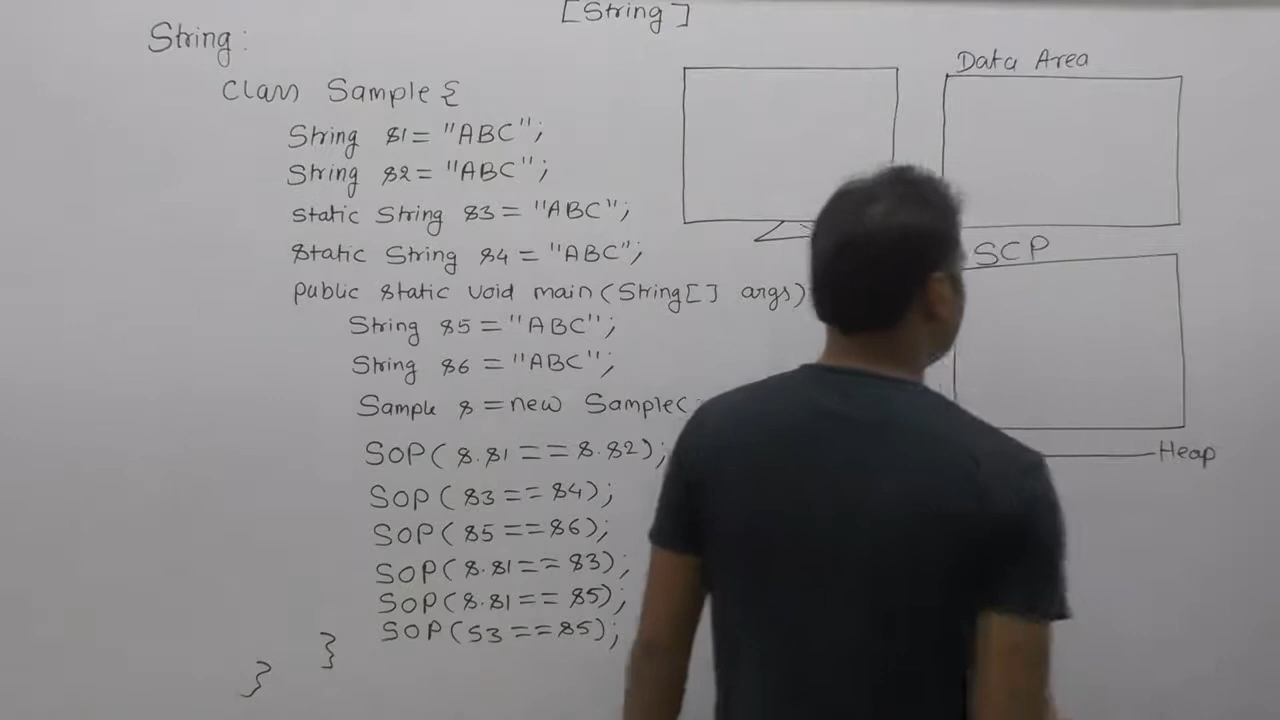 [String]
String:
class Sample {
String s1 = "ABC";
String s2 = "ABC";
static String s3 = "ABC";
static String s4 = "ABC";
public static void main(String[] args)
String s5 = "ABC";
String s6 = "ABC";
Sample s = new Sample(
SOP(s.s1 == s.s2);
SOP(s3 == s4);
SOP(s5 == s6);
SOP(s.s1 == s3);
SOP(s.s1 == s5);
SOP(s3 == s5);
}
}
Data Area
SCP
Heap